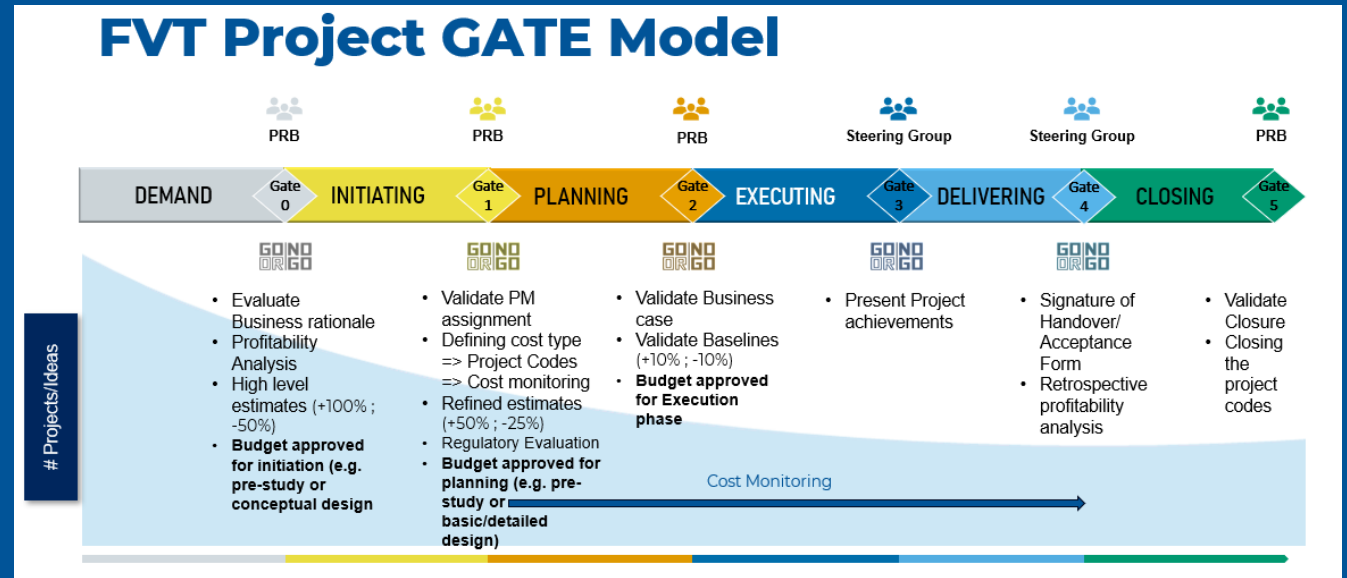 FVT Project GATE Model
PRB
PRB
PRB
Steering Group
Steering Group
PRB
DEMAND
Gate
0
INITIATING
Gate
1
PLANNING
Gate
2
EXECUTING
Gate
3
DELIVERING
Gate
4
CLOSING
Gate
5
GO NO
OR GO
GO NO
OR GO
GO NO
OR GO
GO NO
OR GO
GO NO
OR GO
# Projects/Ideas
• Evaluate
Business rationale
• Profitability
Analysis
• High level
estimates (+100% ;
-50%)
• Budget approved
for initiation (e.g.
pre-study or
conceptual design
• Validate PM
assignment
• Defining cost type
=> Project Codes
=> Cost monitoring
• Refined estimates
(+50% ; -25%)
• Regulatory Evaluation
• Budget approved for
planning (e.g. pre-
study or
basic/detailed
design)
• Validate Business
case
• Validate Baselines
(+10% ; -10%)
• Budget approved
for Execution
phase
• Present Project
achievements
• Signature of
Handover/
Acceptance
Form
• Retrospective
profitability
analysis
• Validate
Closure
• Closing
the
project
codes
Cost Monitoring